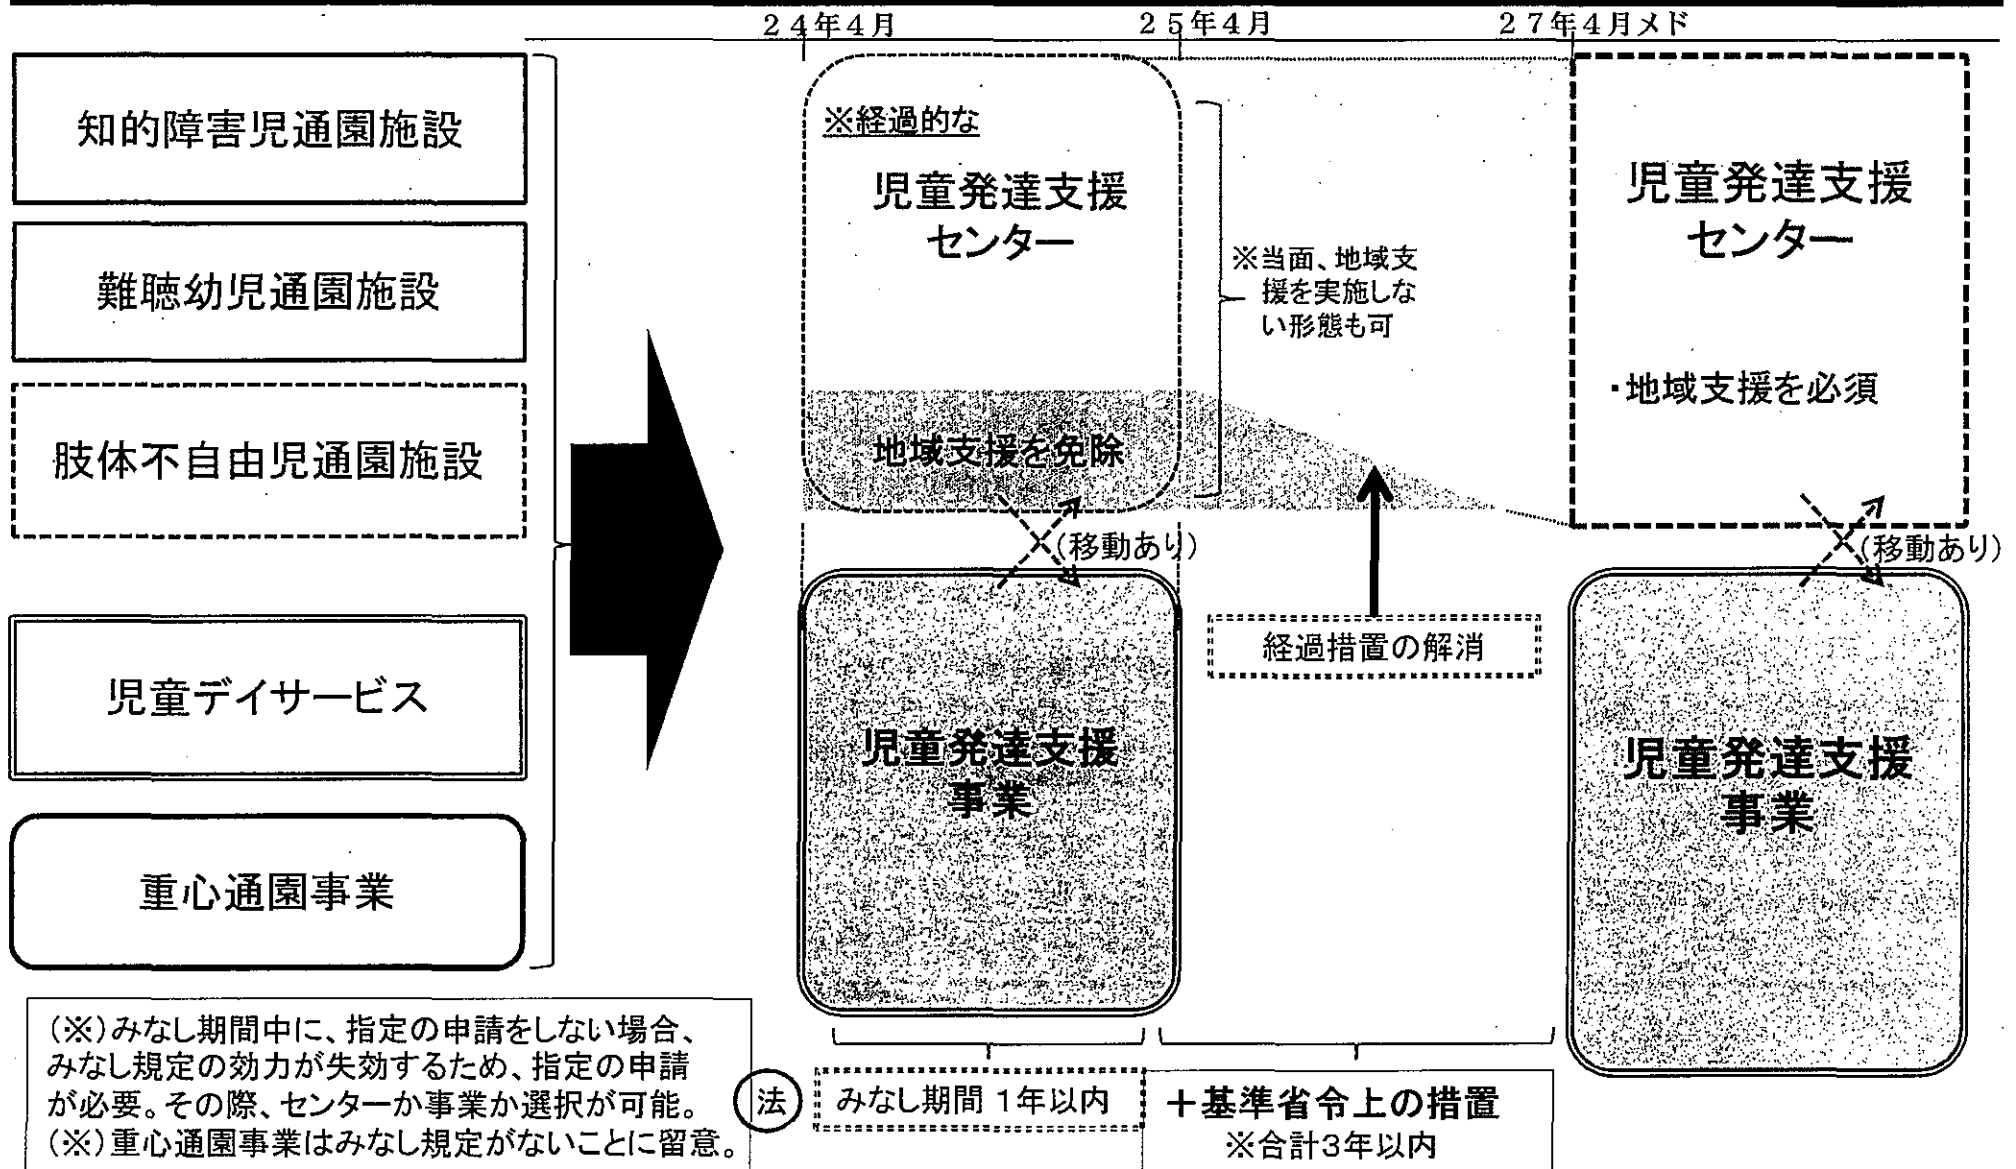 24年4月
25年4月
27年4月メド
知的障害児通園施設
難聴幼児通園施設
肢体不自由児通園施設
児童デイサービス
重心通園事業
※経過的な
児童発達支援
センター
地域支援を免除
(移動あり)
児童発達支援
事業
※当面、地域支
援を実施しな
い形態も可
経過措置の解消
児童発達支援
センター
・地域支援を必須
(移動あり)
児童発達支援
事業
(※)みなし期間中に、指定の申請をしない場合、
みなし規定の効力が失効するため、指定の申請
が必要。その際、センターか事業か選択が可能。
(※)重心通園事業はみなし規定がないことに留意。
法
みなし期間 1年以内
＋基準省令上の措置
※合計3年以内